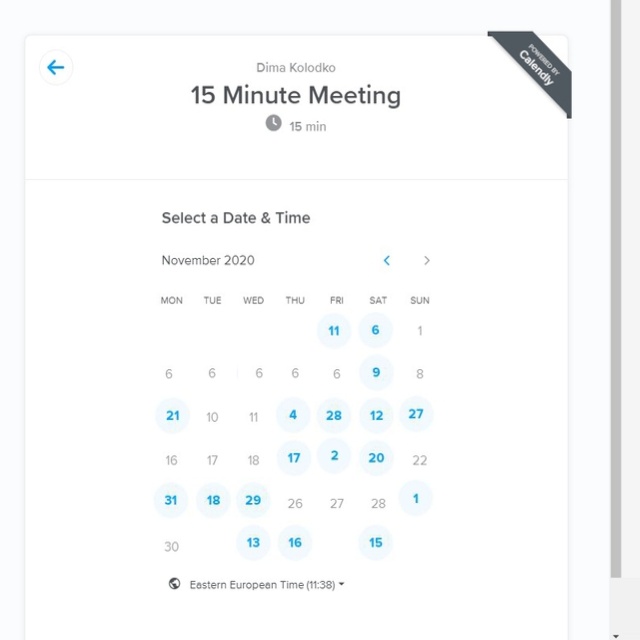 POWERED BY
Calendly
Dima Kolodko
15 Minute Meeting
15 min
Select a Date & Time
November 2020
MON TUE WED THU FRI SAT SUN
11 6 1
6 6 6 6 6 9 8
21 10 11 4 28 12 27
16 17 18 17 2 20 22
31 18 29 26 27 28 1
30 13 16 15
Eastern European Time (11:38)